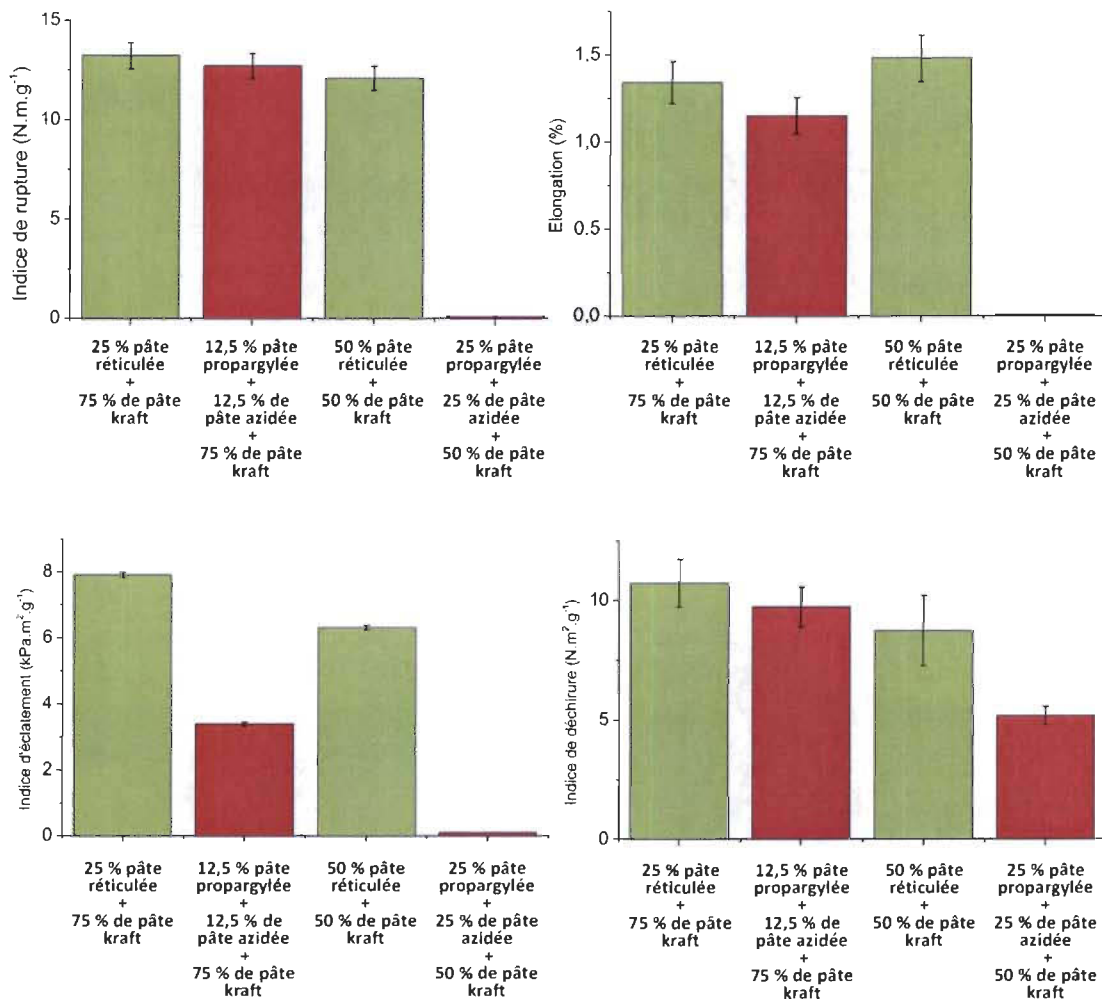 Indice de rupture (N.m.g⁻¹)
15
10
5
0
25 % pâte
réticulée
+
75 % de pâte
kraft
12,5 % pâte
propargylée
+
12,5 % de
pâte azidée
+
75 % de pâte
kraft
50 % pâte
réticulée
+
50 % de pâte
kraft
25 % pâte
propargylée
+
25 % de pâte
azidée
+
50 % de pâte
kraft
Elongation (%)
1.5
1.0
0.5
0,0
25 % pâte
réticulée
+
75 % de pâte
kraft
12,5 % pâte
propargylée
+
12,5 % de
pâte azidée
+
75 % de pâte
kraft
50 % pâte
réticulée
+
50 % de pâte
kraft
25 % pâte
propargylée
+
25 % de pâte
azidée
+
50 % de pâte
kraft
Indice d'éclatement (kPa.m².g⁻¹)
8
6
4
2
0
25 % pâte
réticulée
+
75 % de pâte
kraft
12,5 % pâte
propargylée
+
12,5 % de
pâte azidée
+
75 % de pâte
kraft
50 % pâte
réticulée
+
50 % de pâte
kraft
25 % pâte
propargylée
+
25 % de pâte
azidée
+
50 % de pâte
kraft
Indice de déchirure (N.m².g⁻¹)
10
5
0
25 % pâte
réticulée
+
75 % de pâte
kraft
12,5 % pâte
propargylée
+
12,5 % de
pâte azidée
+
75 % de pâte
kraft
50 % pâte
réticulée
+
50 % de pâte
kraft
25 % pâte
propargylée
+
25 % de pâte
azidée
+
50 % de pâte
kraft